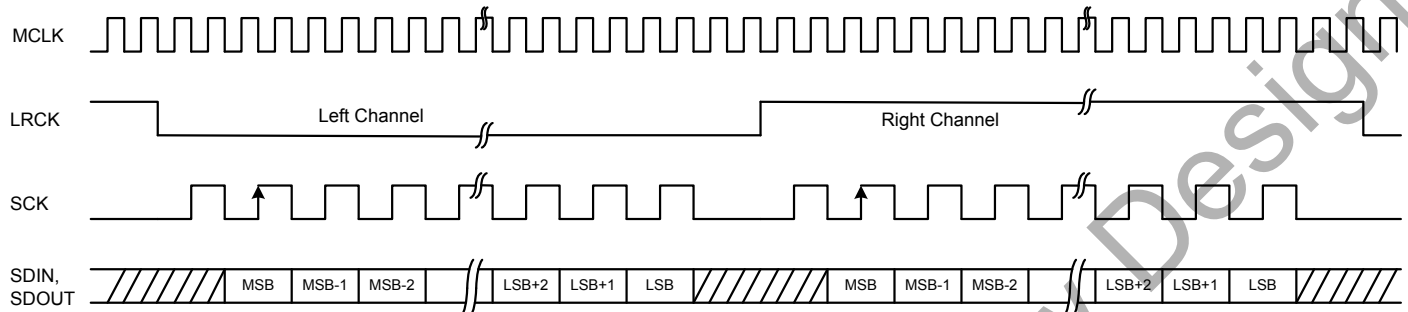 MCLK
LRCK
Left Channel
Right Channel
SCK
SDIN,
SDOUT
MSB
MSB-1
MSB-2
LSB+2
LSB+1
LSB
MSB
MSB-1
MSB-2
LSB+2
LSB+1
LSB
Design